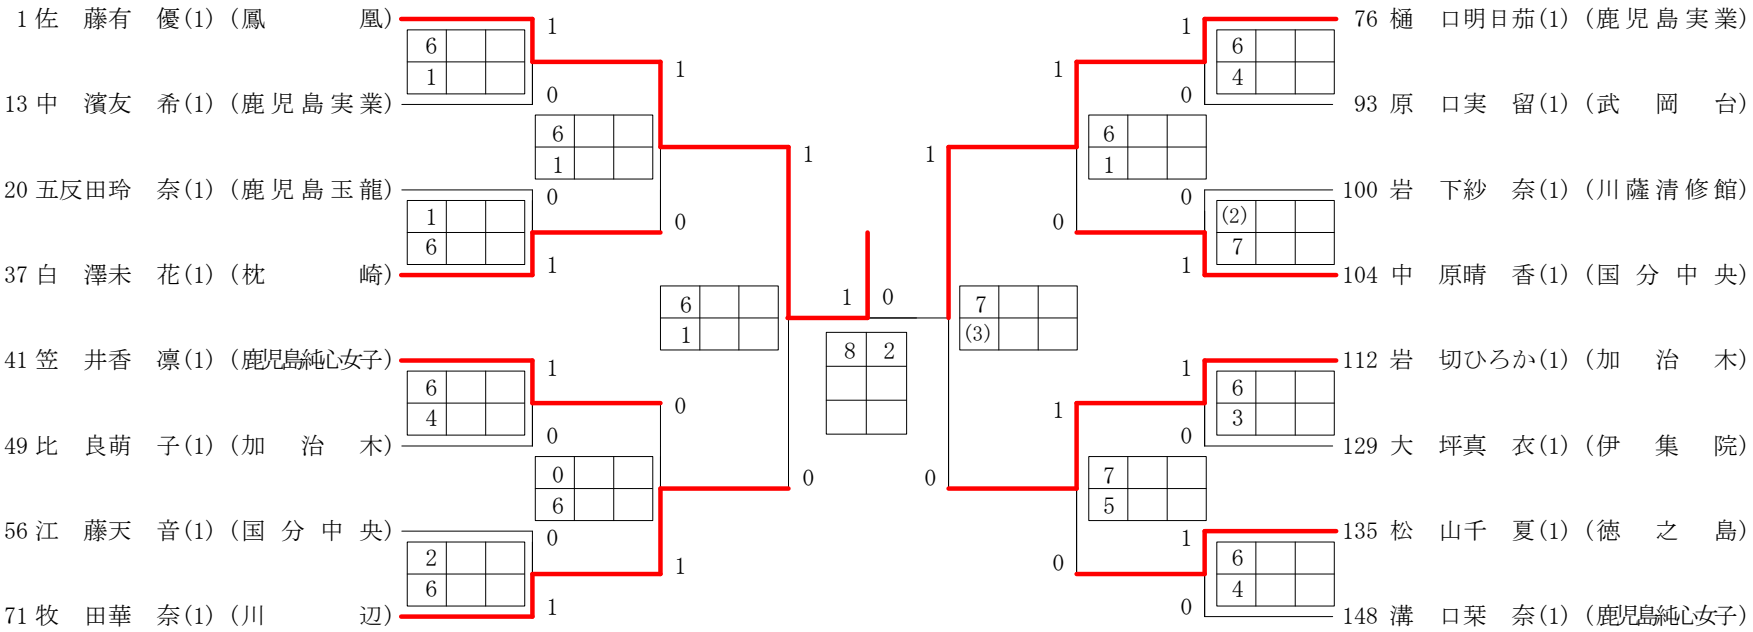 1 佐 藤有 優(1) (鳳 凰) 1 1 76 樋 口明日茄(1) (鹿児島実業)
6 6
1 1 1 4
13 中 濱友 希(1) (鹿児島実業) 0 0 93 原 口実 留(1) (武 岡 台)
6 6
1 1 1 1
20 五反田玲 奈(1) (鹿児島玉龍) 0 0 100 岩 下紗 奈(1) (川薩清修館)
1 0 0 (2)
6 7
37 白 澤未 花(1) (枕 崎) 1 1 104 中 原晴 香(1) (国分中央)
6 1 0 7
1 (3)
8 2
41 笠 井香 凛(1) (鹿児島純心女子) 1 1 112 岩 切ひろか(1) (加 治 木)
6 0 1 6
4 3
49 比 良萌 子(1) (加 治 木) 0 0 129 大 坪真 衣(1) (伊 集 院)
0 0 0 7
6 5
56 江 藤天 音(1) (国分中央) 0 1 135 松 山千 夏(1) (徳 之 島)
2 1 0 6
6 4
71 牧 田華 奈(1) (川 辺) 1 0 148 溝 口栞 奈(1) (鹿児島純心女子)